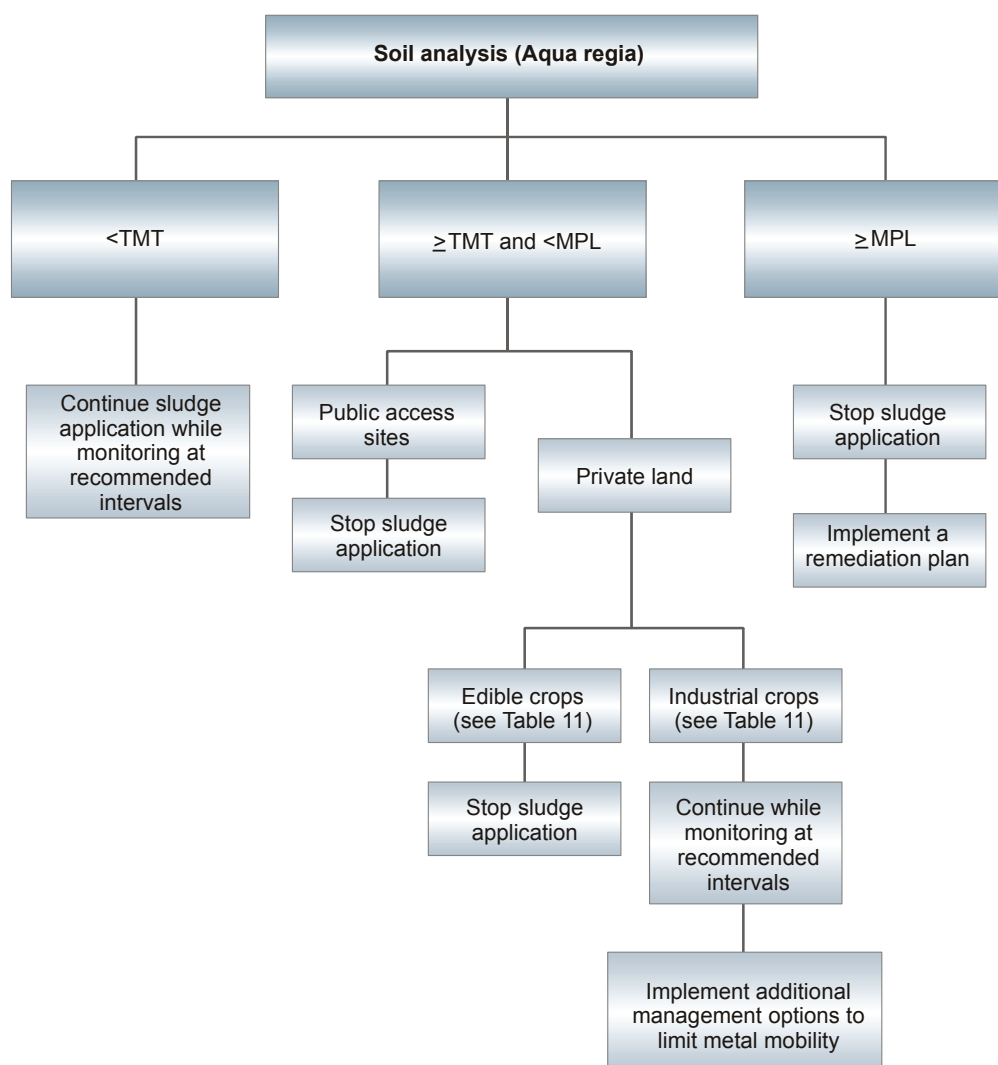 Soil analysis (Aqua regia)
<TMT
≥TMT and <MPL
≥MPL
Continue sludge
application while
monitoring at
recommended
intervals
Public access
sites
Stop sludge
application
Private land
Stop sludge
application
Implement a
remediation plan
Edible crops
(see Table 11)
Stop sludge
application
Industrial crops
(see Table 11)
Continue while
monitoring at
recommended
intervals
Implement additional
management options to
limit metal mobility